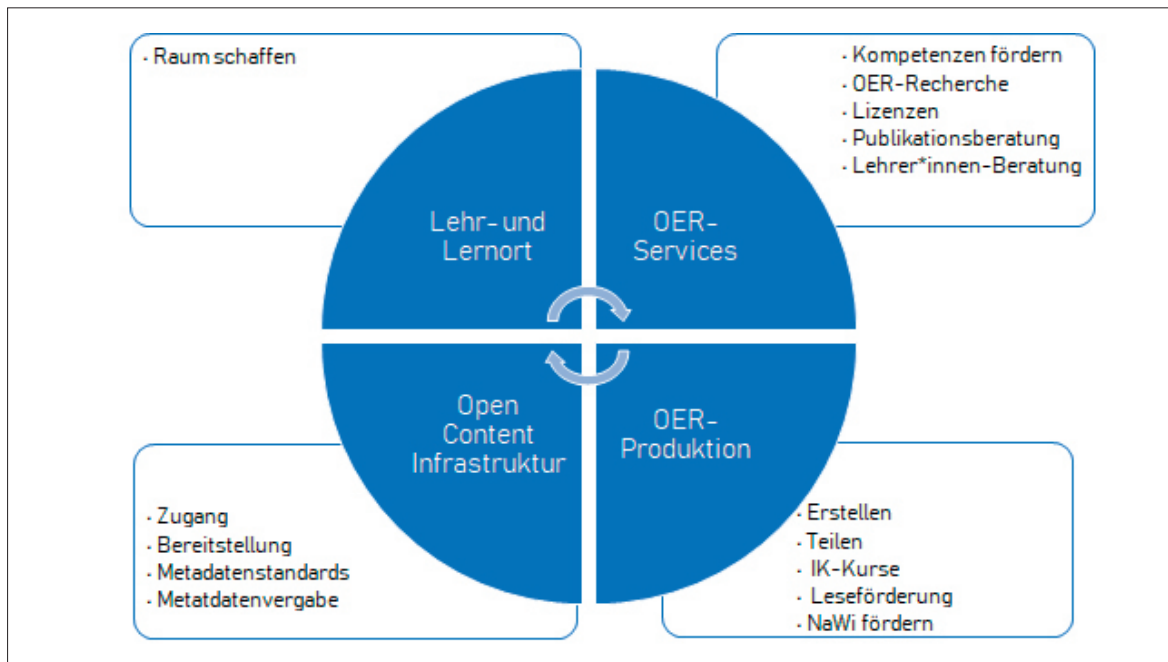 · Raum schaffen
· Kompetenzen fördern
· OER-Recherche
· Lizenzen
· Publikationsberatung
· Lehrer*innen-Beratung
Lehr- und
Lernort
OER-
Services
Open
Content
Infrastruktur
OER-
Produktion
· Zugang
· Bereitstellung
· Metadatenstandards
· Metatdatenvergabe
· Erstellen
· Teilen
· IK-Kurse
· Leseförderung
· NaWi fördern